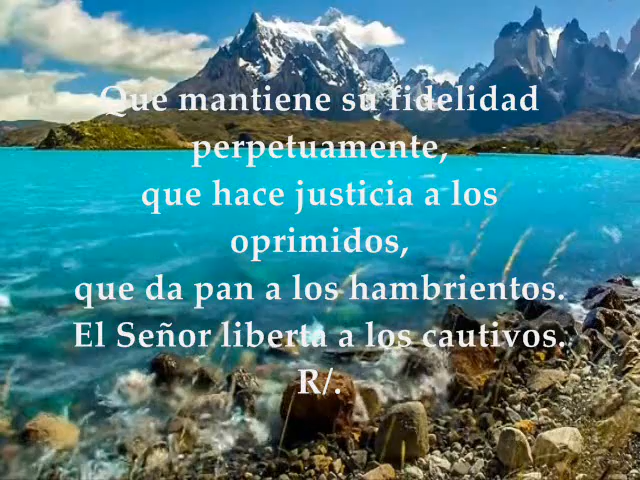 Que mantiene su fidelidad
perpetuamente,
que hace justicia a los
oprimidos,
que da pan a los hambrientos.
El Señor liberta a los cautivos.
R/.